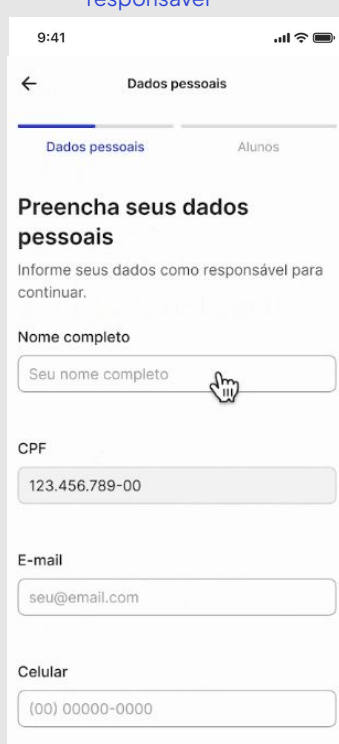 responsável
9:41
Dados pessoais
Dados pessoais
Alunos
Preencha seus dados
pessoais
Informe seus dados como responsável para
continuar.
Nome completo
Seu nome completo
CPF
123.456.789-00
E-mail
seu@email.com
Celular
(00) 00000-0000